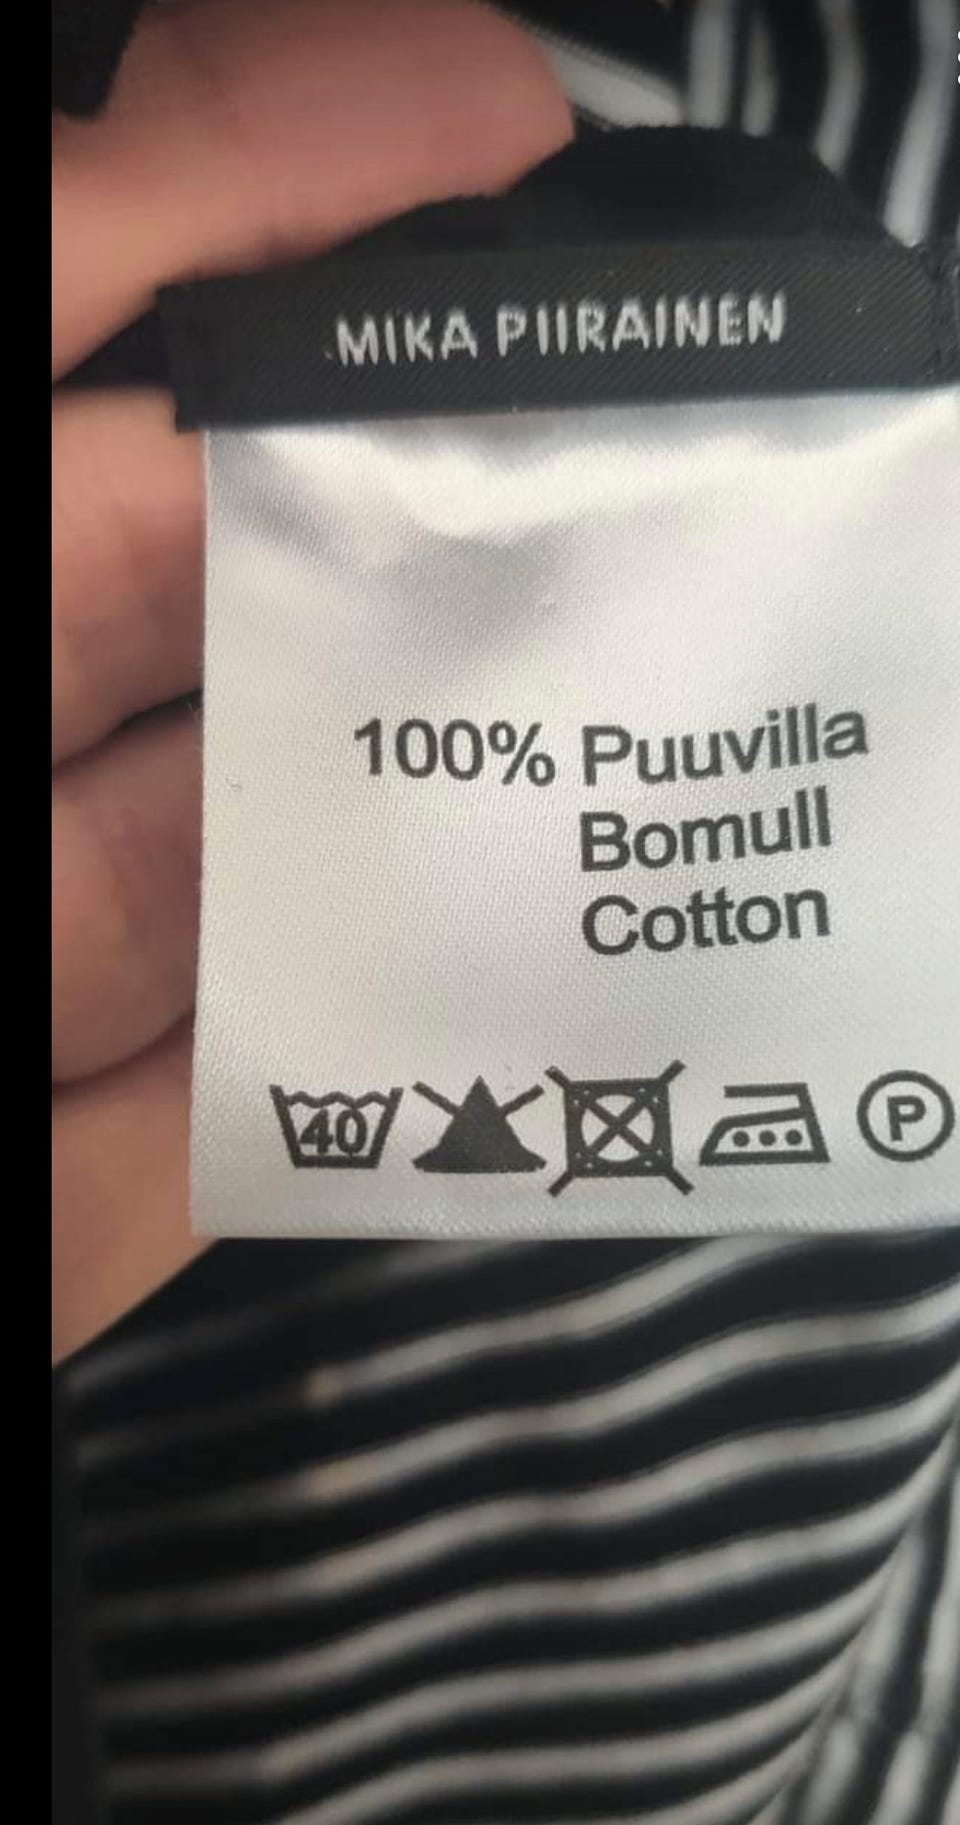 MIKA PIIRAINEN
100% Puuvilla
Bomull
Cotton
40 P